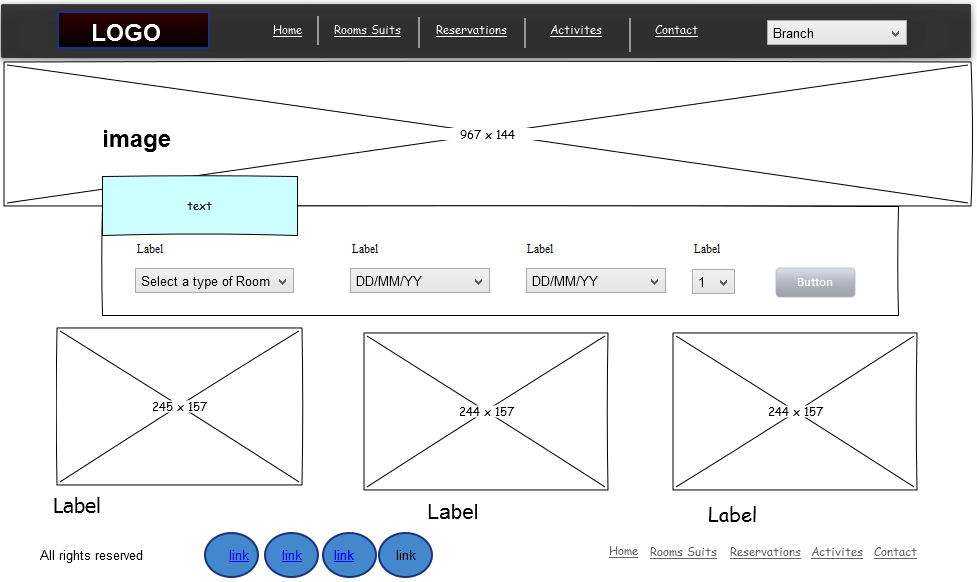 LOGO Home Rooms Suits Reservations Activites Contact Branch
967 x 144
image
text
Label Label Label Label
Select a type of Room DD/MM/YY DD/MM/YY 1 Button
245 x 157 244 x 157 244 x 157
Label Label Label
All rights reserved link link link link Home Rooms Suits Reservations Activites Contact